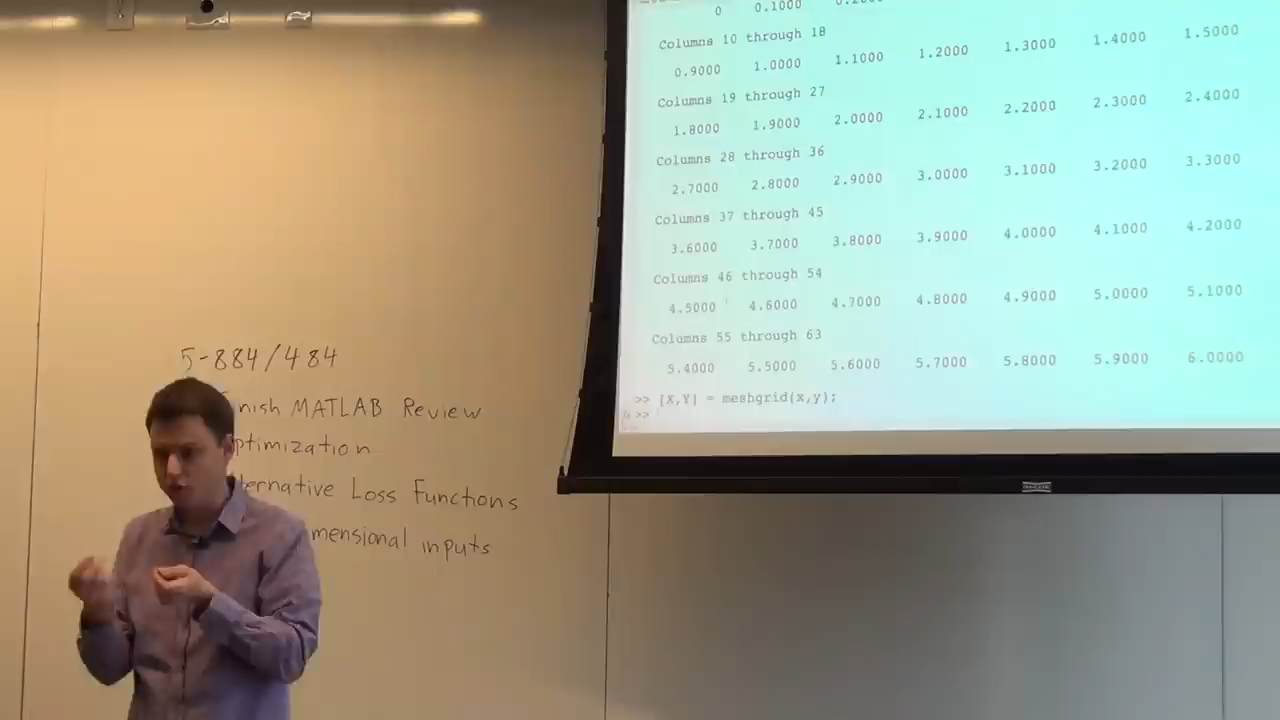 0 0.1000
Columns 10 through 18
0.9000 1.0000 1.1000 1.2000 1.3000 1.4000 1.5000
Columns 19 through 27
1.8000 1.9000 2.0000 2.1000 2.2000 2.3000 2.4000
Columns 28 through 36
2.7000 2.8000 2.9000 3.0000 3.1000 3.2000 3.3000
Columns 37 through 45
3.6000 3.7000 3.8000 3.9000 4.0000 4.1000 4.2000
Columns 46 through 54
4.5000 4.6000 4.7000 4.8000 4.9000 5.0000 5.1000
Columns 55 through 63
5.4000 5.5000 5.6000 5.7000 5.8000 5.9000 6.0000
>> [X,Y] = meshgrid(x,y);
>>
5-884/484
nish MATLAB Review
ptimization
ternative Loss Functions
mensional inputs